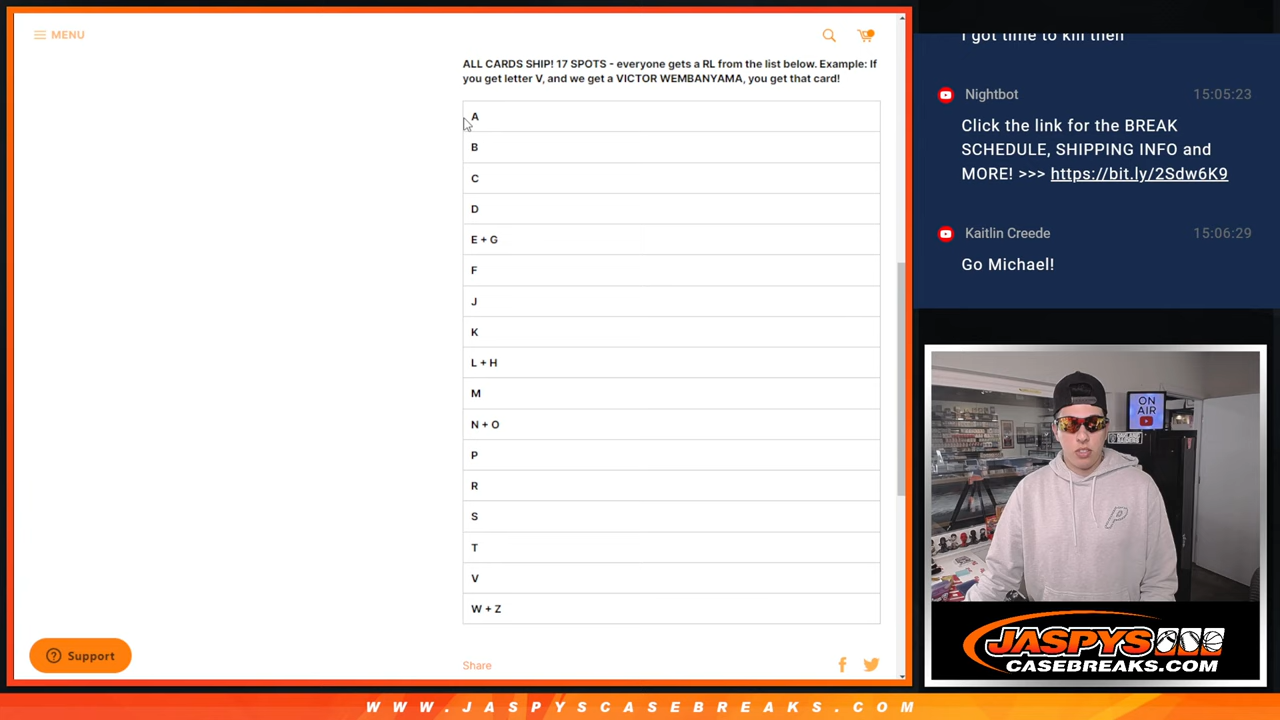 MENU
ALL CARDS SHIP! 17 SPOTS - everyone gets a RL from the list below. Example: If
you get letter V, and we get a VICTOR WEMBANYAMA, you get that card!
A
B
C
D
E + G
F
J
K
L + H
M
N + O
P
R
S
T
V
W + Z
Support
Share
I got time to kill then
Nightbot 15:05:23
Click the link for the BREAK
SCHEDULE, SHIPPING INFO and
MORE! >>> https://bit.ly/2Sdw6K9
Kaitlin Creede 15:06:29
Go Michael!
ON
AIR
JASPYS
CASEBREAKS.COM
WWW.JASPYSCASEBREAKS.COM